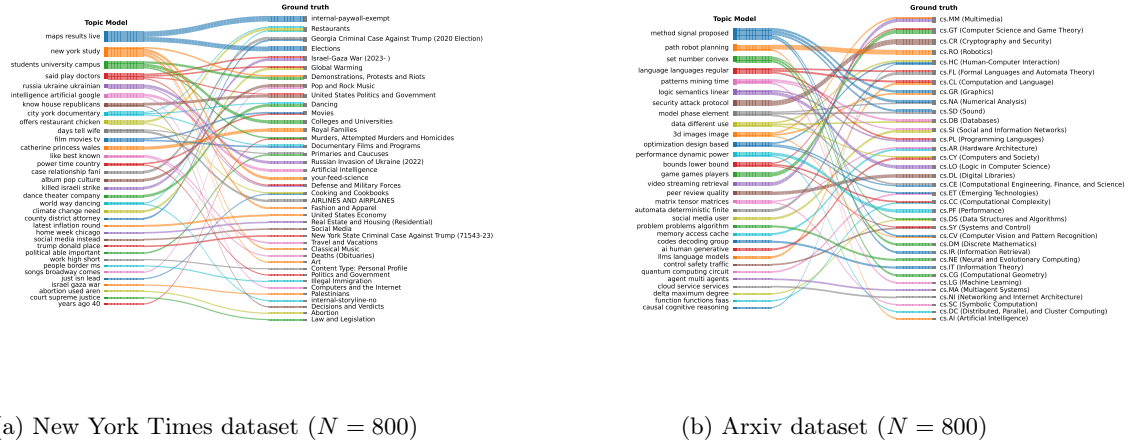 Topic Model
Ground truth
maps results live
new york study
students university campus
said play doctors
russia ukraine ukrainian
intelligence artificial google
know house republicans
city york documentary
offers restaurant chicken
days tell wife
film movies tv
catherine princess wales
like best known
power time country
case relationship fani
album pop culture
killed israeli strike
dance theater company
world way dancing
climate change need
county district attorney
latest inflation round
home week chicago
social media instead
trump donald place
political able important
work high short
people border ms
songs broadway comes
just isn lead
israel gaza war
abortion used aren
court supreme justice
years ago 40
internal-paywall-exempt
Restaurants
Georgia Criminal Case Against Trump (2020 Election)
Elections
Israel-Gaza War (2023- )
Global Warming
Demonstrations, Protests and Riots
Pop and Rock Music
United States Politics and Government
Dancing
Movies
Colleges and Universities
Royal Families
Murders, Attempted Murders and Homicides
Documentary Films and Programs
Primaries and Caucuses
Russian Invasion of Ukraine (2022)
Artificial Intelligence
your-feed-science
Defense and Military Forces
Cooking and Cookbooks
AIRLINES AND AIRPLANES
Fashion and Apparel
United States Economy
Real Estate and Housing (Residential)
Social Media
New York State Criminal Case Against Trump (71543-23)
Travel and Vacations
Classical Music
Deaths (Obituaries)
Art
Content Type: Personal Profile
Politics and Government
Illegal Immigration
Computers and the Internet
Palestinians
internal-storyline-no
Decisions and Verdicts
Abortion
Law and Legislation
a) New York Times dataset (N = 800)
Topic Model
Ground truth
method signal proposed
path robot planning
set number convex
language languages regular
patterns mining time
logic semantics linear
security attack protocol
model phase element
data different use
3d images image
optimization design based
performance dynamic power
bounds lower bound
game games players
video streaming retrieval
peer review quality
matrix tensor matrices
automata deterministic finite
social media user
problem problems algorithm
memory access cache
codes decoding group
ai human generative
llms language models
control safety traffic
quantum computing circuit
agent multi agents
cloud service services
delta maximum degree
function functions faas
causal cognitive reasoning
cs.MM (Multimedia)
cs.GT (Computer Science and Game Theory)
cs.CR (Cryptography and Security)
cs.RO (Robotics)
cs.HC (Human-Computer Interaction)
cs.FL (Formal Languages and Automata Theory)
cs.CL (Computation and Language)
cs.GR (Graphics)
cs.NA (Numerical Analysis)
cs.SD (Sound)
cs.DB (Databases)
cs.SI (Social and Information Networks)
cs.PL (Programming Languages)
cs.AR (Hardware Architecture)
cs.CY (Computers and Society)
cs.LO (Logic in Computer Science)
cs.DL (Digital Libraries)
cs.CE (Computational Engineering, Finance, and Science)
cs.ET (Emerging Technologies)
cs.CC (Computational Complexity)
cs.PF (Performance)
cs.DS (Data Structures and Algorithms)
cs.SY (Systems and Control)
cs.CV (Computer Vision and Pattern Recognition)
cs.DM (Discrete Mathematics)
cs.IR (Information Retrieval)
cs.NE (Neural and Evolutionary Computing)
cs.IT (Information Theory)
cs.CG (Computational Geometry)
cs.LG (Machine Learning)
cs.MA (Multiagent Systems)
cs.NI (Networking and Internet Architecture)
cs.SC (Symbolic Computation)
cs.DC (Distributed, Parallel, and Cluster Computing)
cs.AI (Artificial Intelligence)
(b) Arxiv dataset (N = 800)